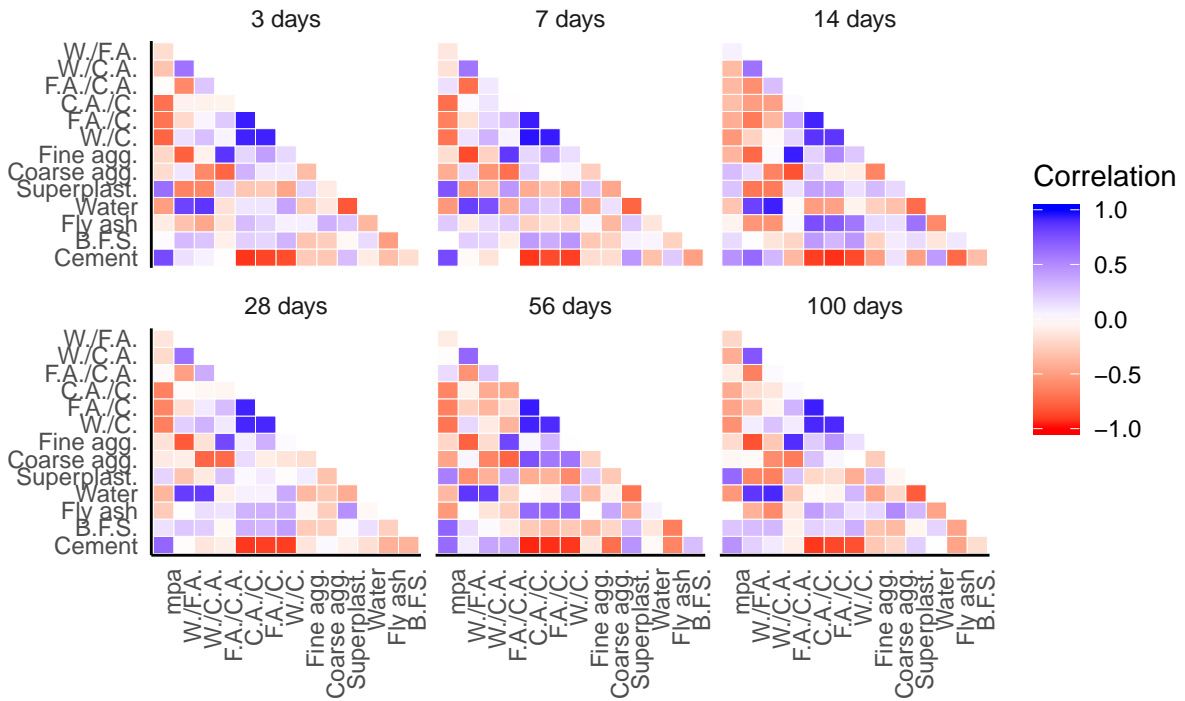 3 days
7 days
14 days
W./F.A.
W./C.A.
F.A./C.A.
C.A./C.
F.A./C.
W./C.
Fine agg.
Coarse agg.
Superplast.
Water
Fly ash
B.F.S.
Cement
28 days
56 days
100 days
W./F.A.
W./C.A.
F.A./C.A.
C.A./C.
F.A./C.
W./C.
Fine agg.
Coarse agg.
Superplast.
Water
Fly ash
B.F.S.
Cement
mpa
W./F.A.
W./C.A.
F.A./C.A.
C.A./C.
F.A./C.
W./C.
Fine agg.
Coarse agg.
Superplast.
Water
Fly ash
B.F.S.
mpa
W./F.A.
W./C.A.
F.A./C.A.
C.A./C.
F.A./C.
W./C.
Fine agg.
Coarse agg.
Superplast.
Water
Fly ash
B.F.S.
mpa
W./F.A.
W./C.A.
F.A./C.A.
C.A./C.
F.A./C.
W./C.
Fine agg.
Coarse agg.
Superplast.
Water
Fly ash
B.F.S.
Correlation
1.0
0.5
0.0
−0.5
−1.0